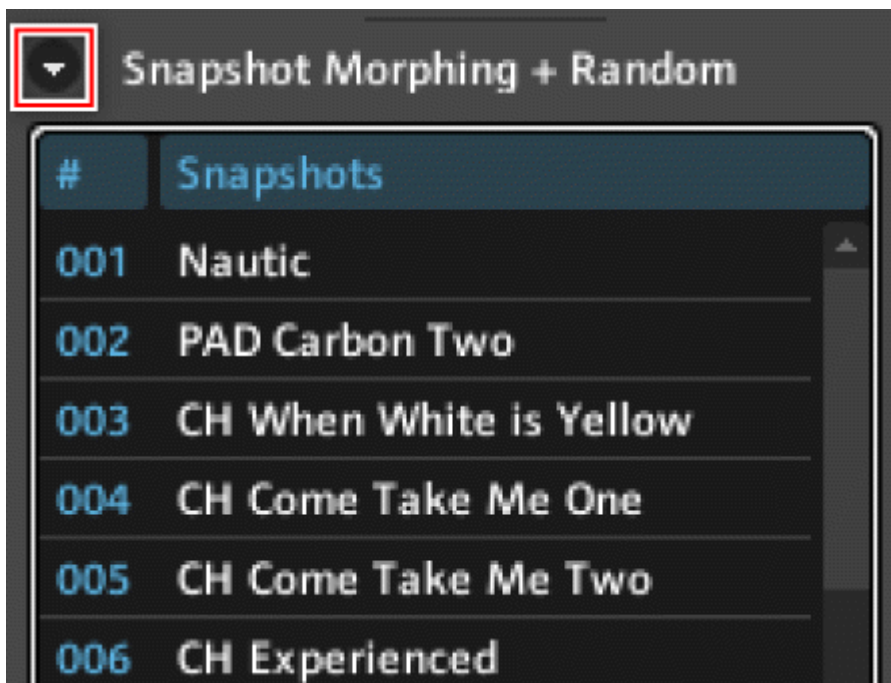 Snapshot Morphing + Random
# Snapshots
001 Nautic
002 PAD Carbon Two
003 CH When White is Yellow
004 CH Come Take Me One
005 CH Come Take Me Two
006 CH Experienced